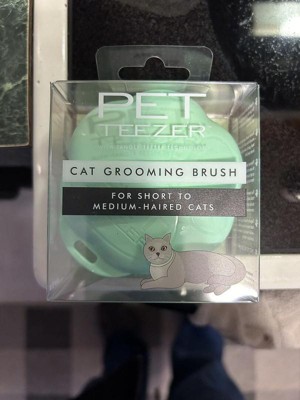 PET
TEEZER
CAT GROOMING BRUSH
FOR SHORT TO
MEDIUM-HAIRED CATS